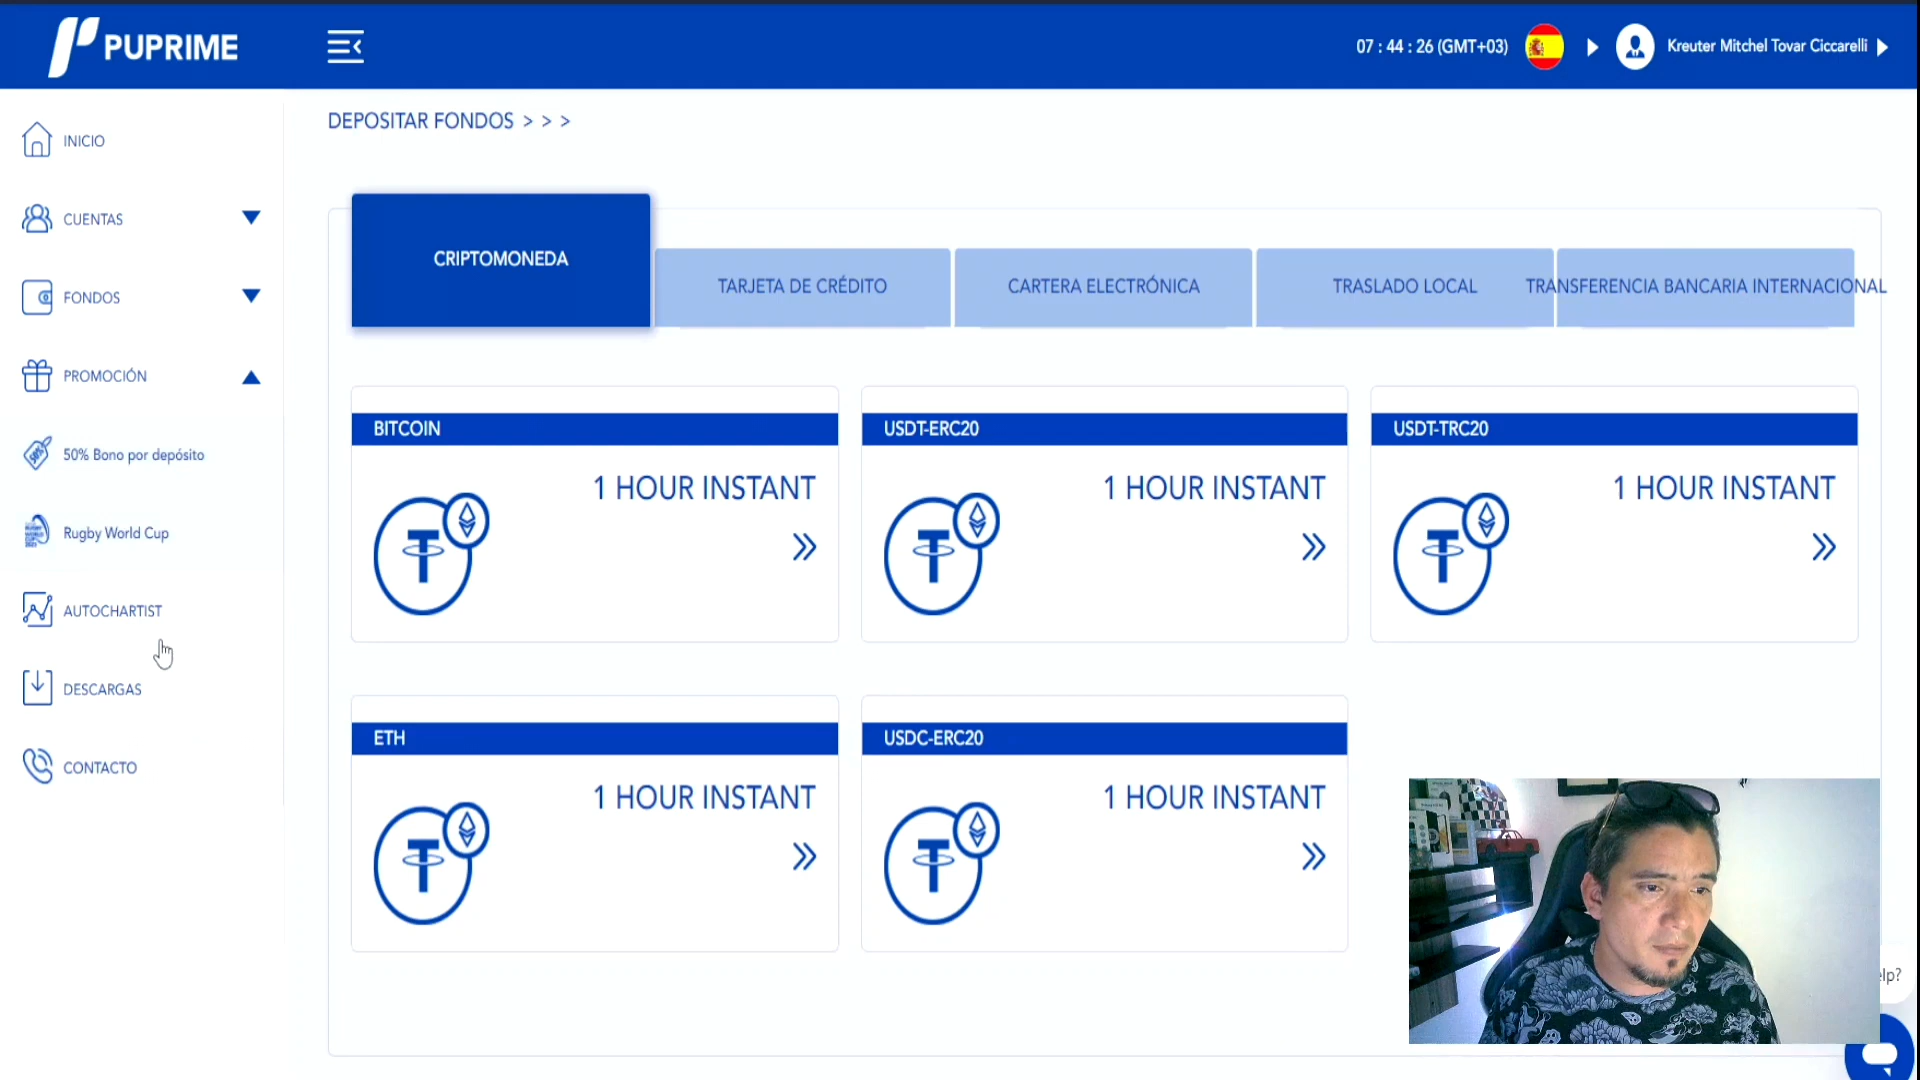 PUPRIME
07 : 44 : 26 (GMT+03)
Kreuter Mitchel Tovar Ciccarelli
INICIO
CUENTAS
FONDOS
PROMOCIÓN
50% Bono por depósito
Rugby World Cup
AUTOCHARTIST
DESCARGAS
CONTACTO
DEPOSITAR FONDOS > > >
CRIPTOMONEDA
TARJETA DE CRÉDITO
CARTERA ELECTRÓNICA
TRASLADO LOCAL
TRANSFERENCIA BANCARIA INTERNACIONAL
BITCOIN
1 HOUR INSTANT
USDT-ERC20
1 HOUR INSTANT
USDT-TRC20
1 HOUR INSTANT
ETH
1 HOUR INSTANT
USDC-ERC20
1 HOUR INSTANT
elp?